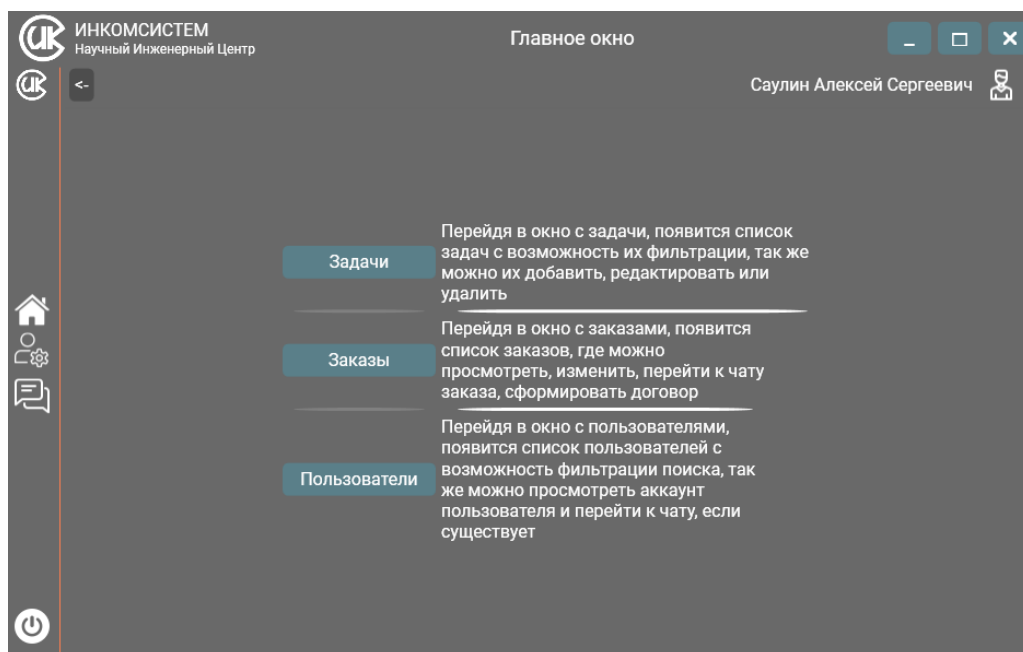 ИК ИНКОМСИСТЕМ
Научный Инженерный Центр
Главное окно
ИК
<-
Саулин Алексей Сергеевич
Задачи
Перейдя в окно с задачи, появится список
задач с возможность их фильтрации, так же
можно их добавить, редактировать или
удалить
Заказы
Перейдя в окно с заказами, появится
список заказов, где можно
просмотреть, изменить, перейти к чату
заказа, сформировать договор
Пользователи
Перейдя в окно с пользователями,
появится список пользователей с
возможность фильтрации поиска, так
же можно просмотреть аккаунт
пользователя и перейти к чату, если
существует